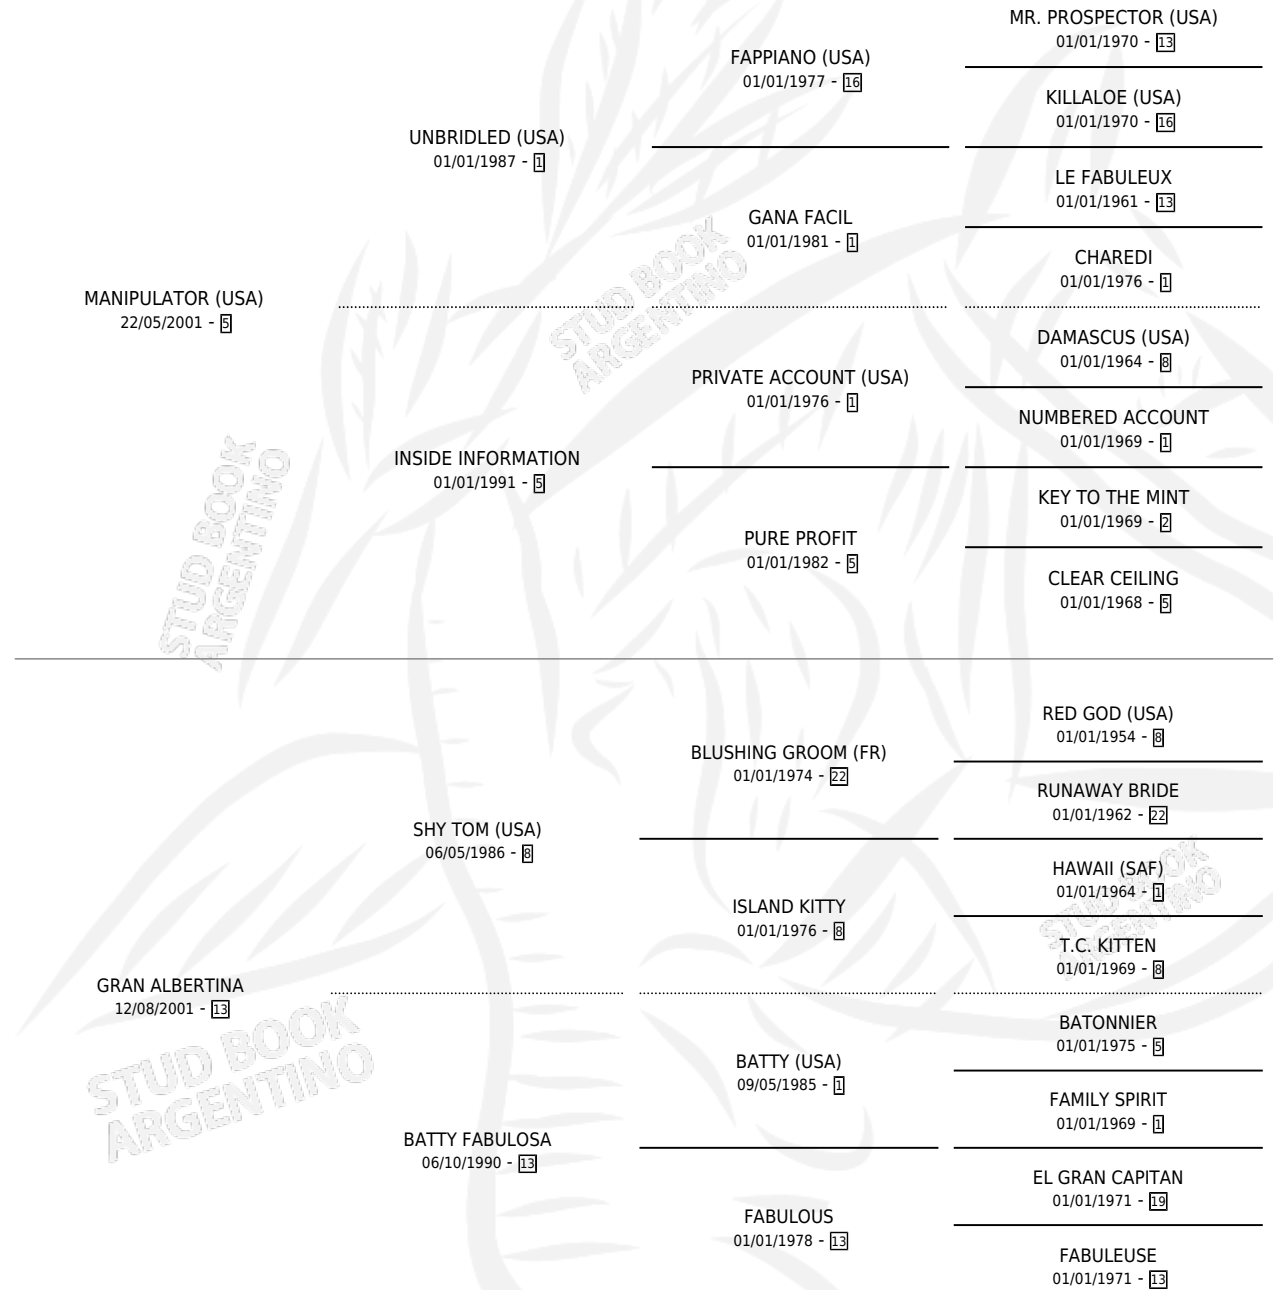 MR. PROSPECTOR (USA)
01/01/1970 - 13
FAPPIANO (USA)
01/01/1977 - 16
KILLALOE (USA)
01/01/1970 - 16
UNBRIDLED (USA)
01/01/1987 - 1
LE FABULEUX
01/01/1961 - 13
GANA FACIL
01/01/1981 - 1
CHAREDI
01/01/1976 - 1
MANIPULATOR (USA)
22/05/2001 - 5
DAMASCUS (USA)
01/01/1964 - 8
PRIVATE ACCOUNT (USA)
01/01/1976 - 1
NUMBERED ACCOUNT
01/01/1969 - 1
INSIDE INFORMATION
01/01/1991 - 5
KEY TO THE MINT
01/01/1969 - 2
PURE PROFIT
01/01/1982 - 5
CLEAR CEILING
01/01/1968 - 5
RED GOD (USA)
01/01/1954 - 8
BLUSHING GROOM (FR)
01/01/1974 - 22
RUNAWAY BRIDE
01/01/1962 - 22
SHY TOM (USA)
06/05/1986 - 8
HAWAII (SAF)
01/01/1964 - 1
ISLAND KITTY
01/01/1976 - 8
T.C. KITTEN
01/01/1969 - 8
GRAN ALBERTINA
12/08/2001 - 13
BATONNIER
01/01/1975 - 5
BATTY (USA)
09/05/1985 - 1
FAMILY SPIRIT
01/01/1969 - 1
BATTY FABULOSA
06/10/1990 - 13
EL GRAN CAPITAN
01/01/1971 - 19
FABULOUS
01/01/1978 - 13
FABULEUSE
01/01/1971 - 13
STUD BOOK
ARGENTINO
STUD BOOK
ARGENTINO
STUD BOOK
ARGENTINO
STUD BOOK
ARGENTINO